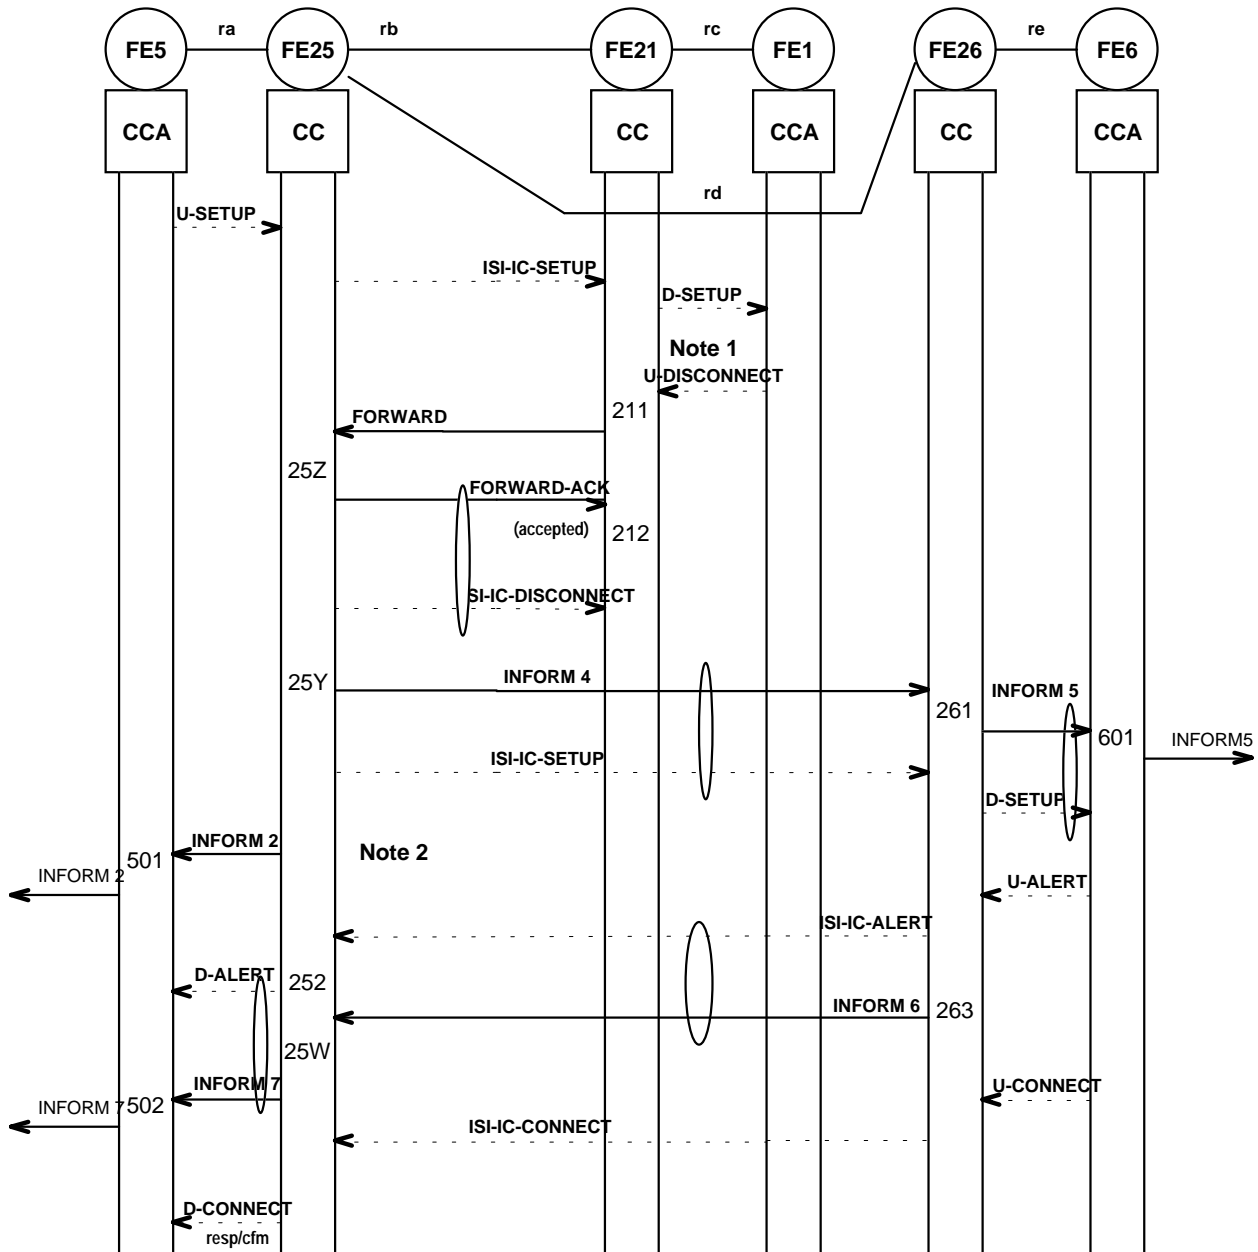 ra rb rc re
FE5 FE25 FE21 FE1 FE26 FE6
CCA CC CC CCA CC CCA
rd
U-SETUP
ISI-IC-SETUP
D-SETUP
Note 1
U-DISCONNECT
211
FORWARD
25Z
FORWARD-ACK
(accepted)
212
SI-IC-DISCONNECT
25Y
INFORM 4
INFORM 5
261
601
INFORM5
ISI-IC-SETUP
D-SETUP
INFORM 2
Note 2
501
INFORM 2
U-ALERT
ISI-IC-ALERT
D-ALERT
252
INFORM 6
263
25W
INFORM 7
U-CONNECT
INFORM 7
502
ISI-IC-CONNECT
D-CONNECT
resp/cfm